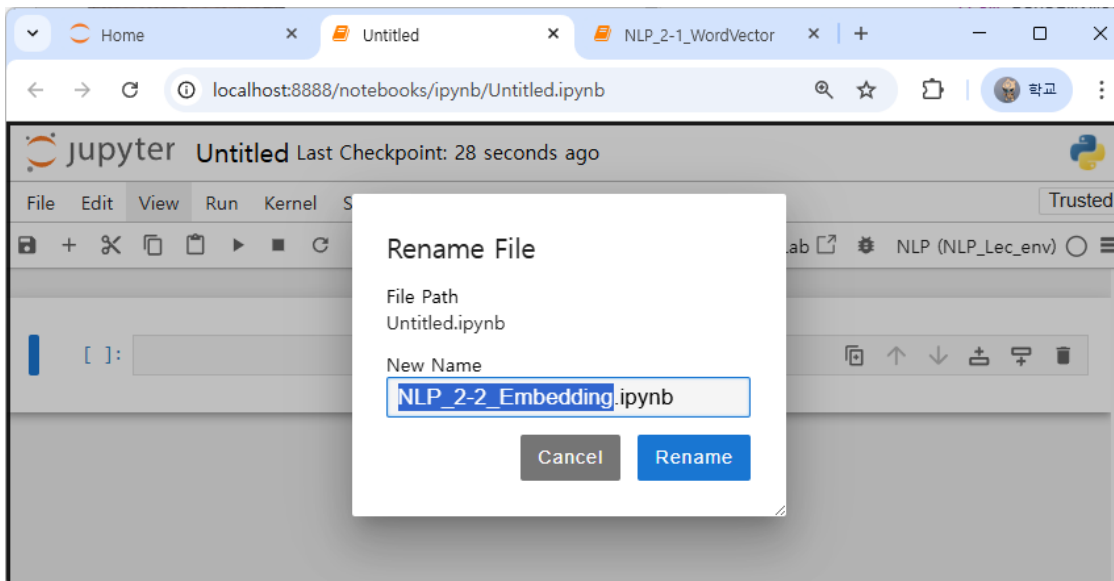 Home
Untitled
NLP_2-1_WordVector
localhost:8888/notebooks/ipynb/Untitled.ipynb
학교
jupyter Untitled Last Checkpoint: 28 seconds ago
File Edit View Run Kernel S
Trusted
ab
NLP (NLP_Lec_env)
[ ]:
Rename File
File Path
Untitled.ipynb
New Name
NLP_2-2_Embedding.ipynb
Cancel Rename